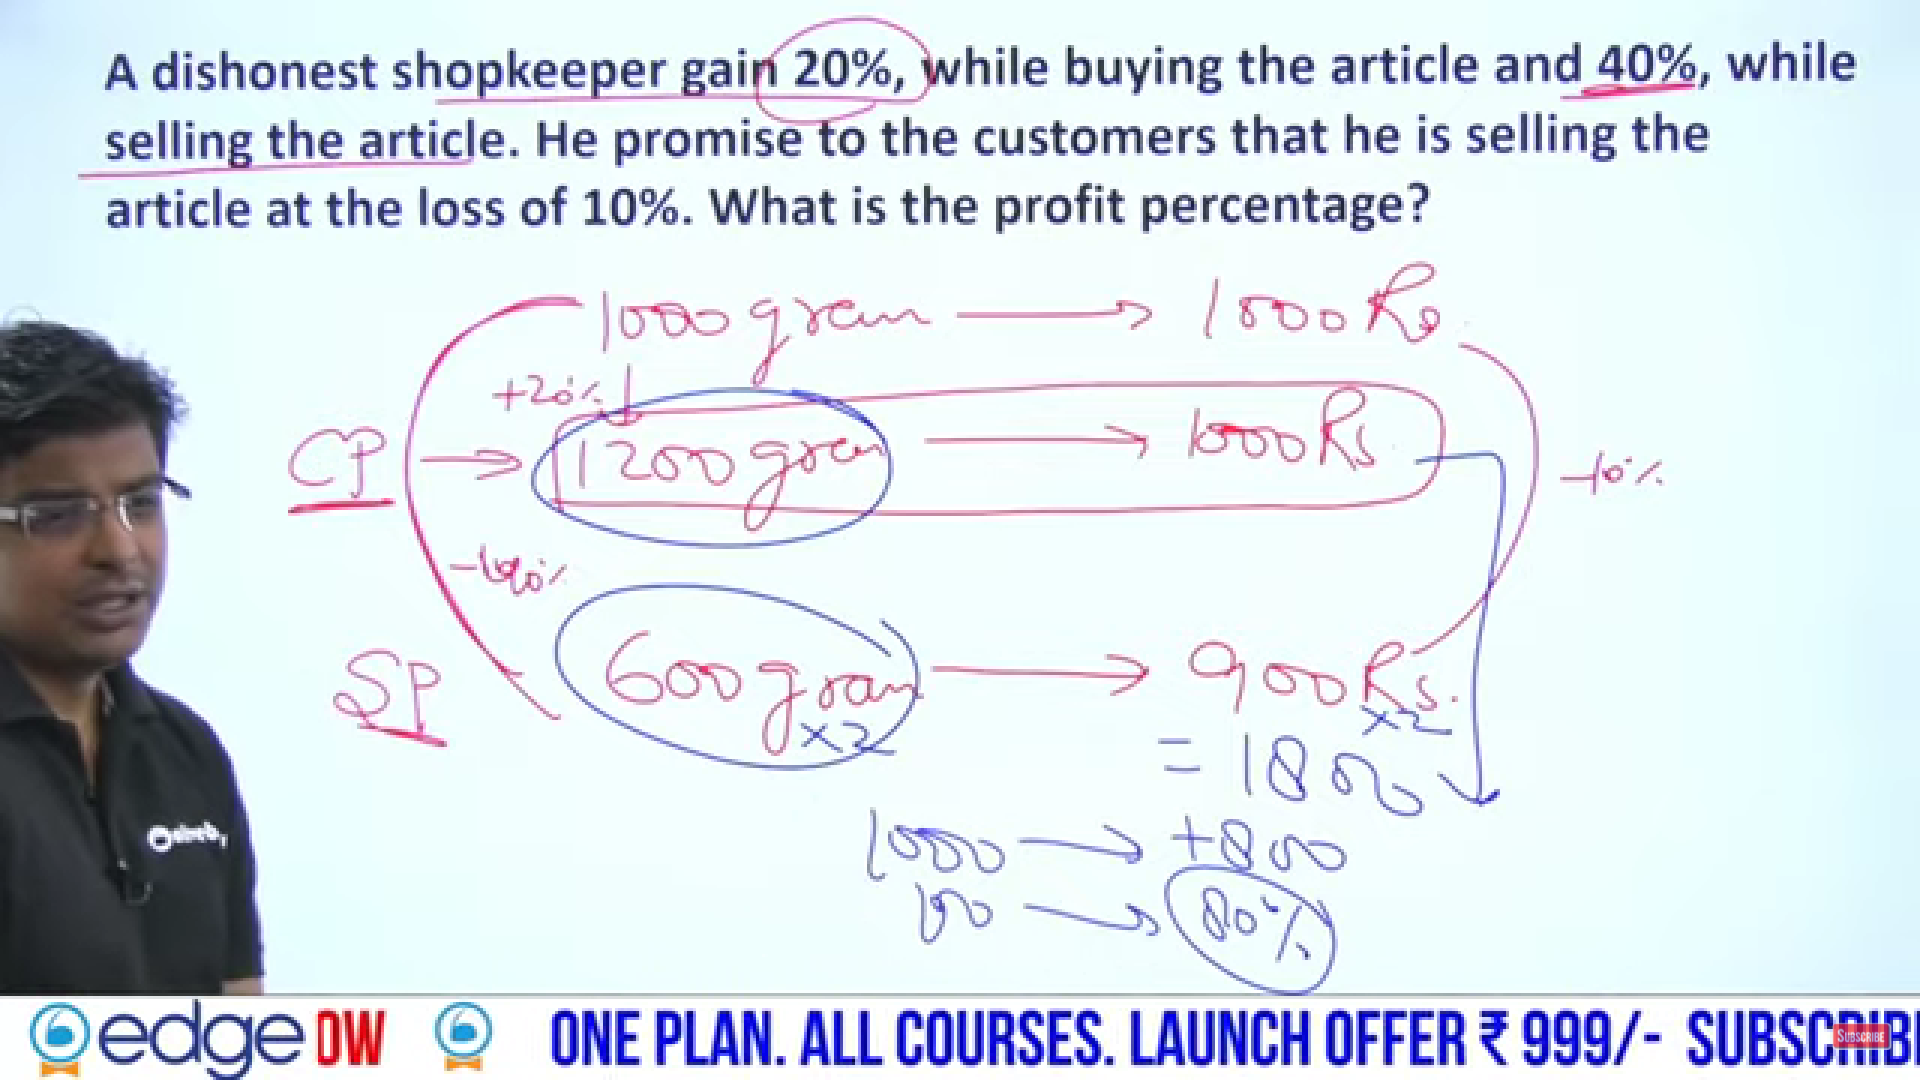 A dishonest shopkeeper gain 20%, while buying the article and 40%, while
selling the article. He promise to the customers that he is selling the
article at the loss of 10%. What is the profit percentage?
1000 gram → 1000 Rs
+20%
CP → 1200 gram → 1000 Rs
-10%
SP 600 gram → 900 Rs.
×2 ×2
= 1800
1000 → +800
100 → 80%
edge DW ONE PLAN. ALL COURSES. LAUNCH OFFER ₹ 999/- SUBSCRIB
SUBSCRIBE